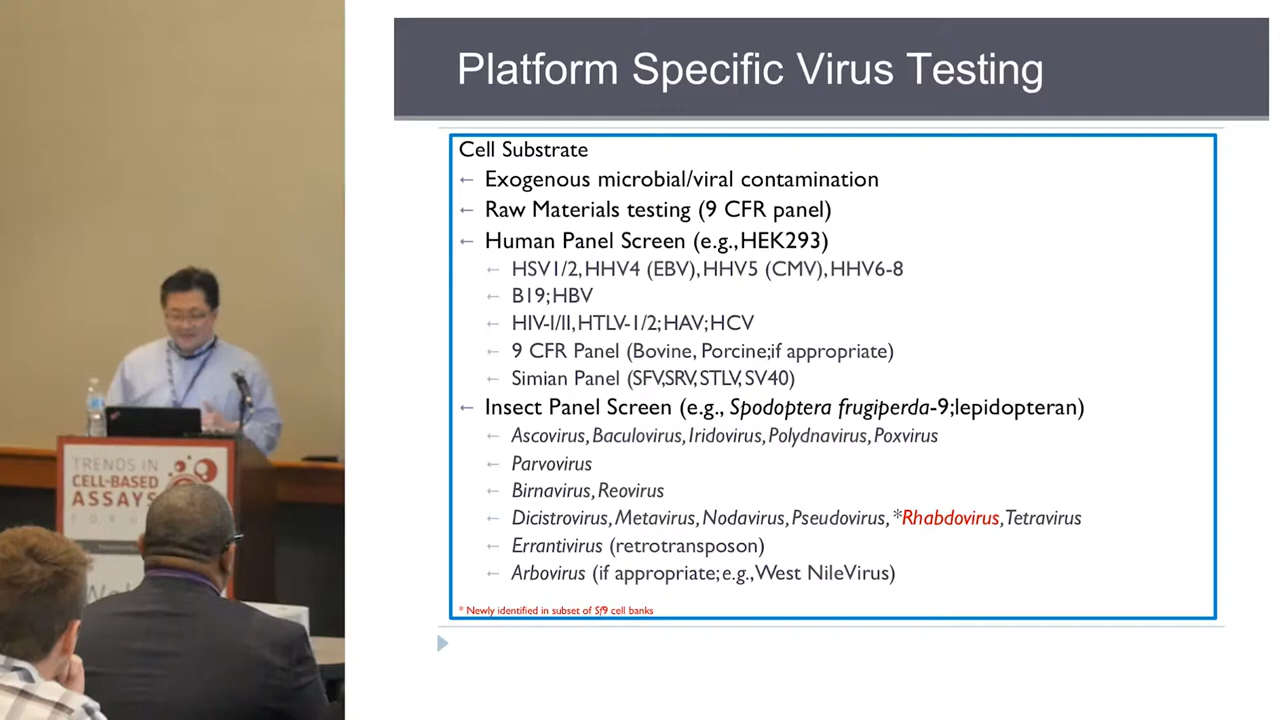 Platform Specific Virus Testing
Cell Substrate
← Exogenous microbial/viral contamination
← Raw Materials testing (9 CFR panel)
← Human Panel Screen (e.g.,HEK293)
← HSV1/2,HHV4 (EBV),HHV5 (CMV),HHV6-8
← B19;HBV
← HIV-I/II,HTLV-1/2;HAV;HCV
← 9 CFR Panel (Bovine, Porcine;if appropriate)
← Simian Panel (SFV,SRV,STLV,SV40)
← Insect Panel Screen (e.g., Spodoptera frugiperda-9;lepidopteran)
← Ascovirus,Baculovirus,Iridovirus,Polydnavirus,Poxvirus
← Parvovirus
← Birnavirus,Reovirus
← Dicistrovirus,Metavirus,Nodavirus,Pseudovirus,*Rhabdovirus,Tetravirus
← Errantivirus (retrotransposon)
← Arbovirus (if appropriate;e.g.,West NileVirus)
* Newly identified in subset of Sf9 cell banks
TRENDS IN
CELL-BASED
ASSAYS